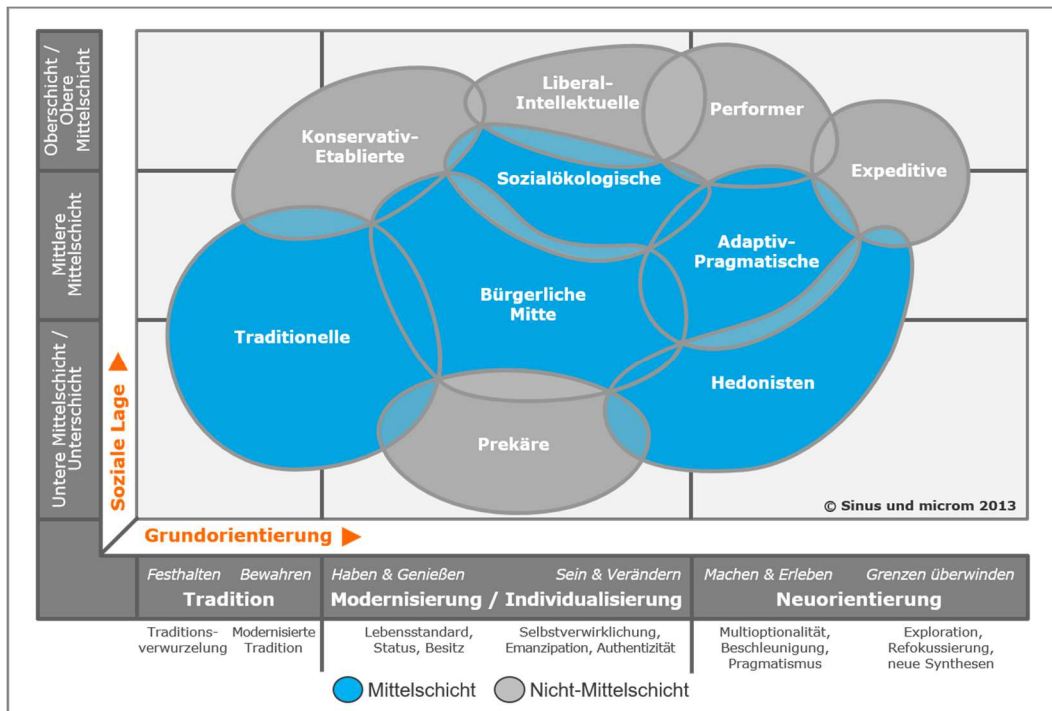 Oberschicht /
Obere
Mittelschicht
Mittlere
Mittelschicht
Untere Mittelschicht /
Unterschicht
Soziale Lage
Konservativ-
Etablierte
Liberal-
Intellektuelle
Performer
Expeditive
Sozialökologische
Adaptiv-
Pragmatische
Bürgerliche
Mitte
Traditionelle
Hedonisten
Prekäre
© Sinus und microm 2013
Grundorientierung
Festhalten Bewahren
Tradition
Haben & Genießen Sein & Verändern
Modernisierung / Individualisierung
Machen & Erleben Grenzen überwinden
Neuorientierung
Traditions-
verwurzelung
Modernisierte
Tradition
Lebensstandard,
Status, Besitz
Selbstverwirklichung,
Emanzipation, Authentizität
Multioptionalität,
Beschleunigung,
Pragmatismus
Exploration,
Refokussierung,
neue Synthesen
Mittelschicht Nicht-Mittelschicht